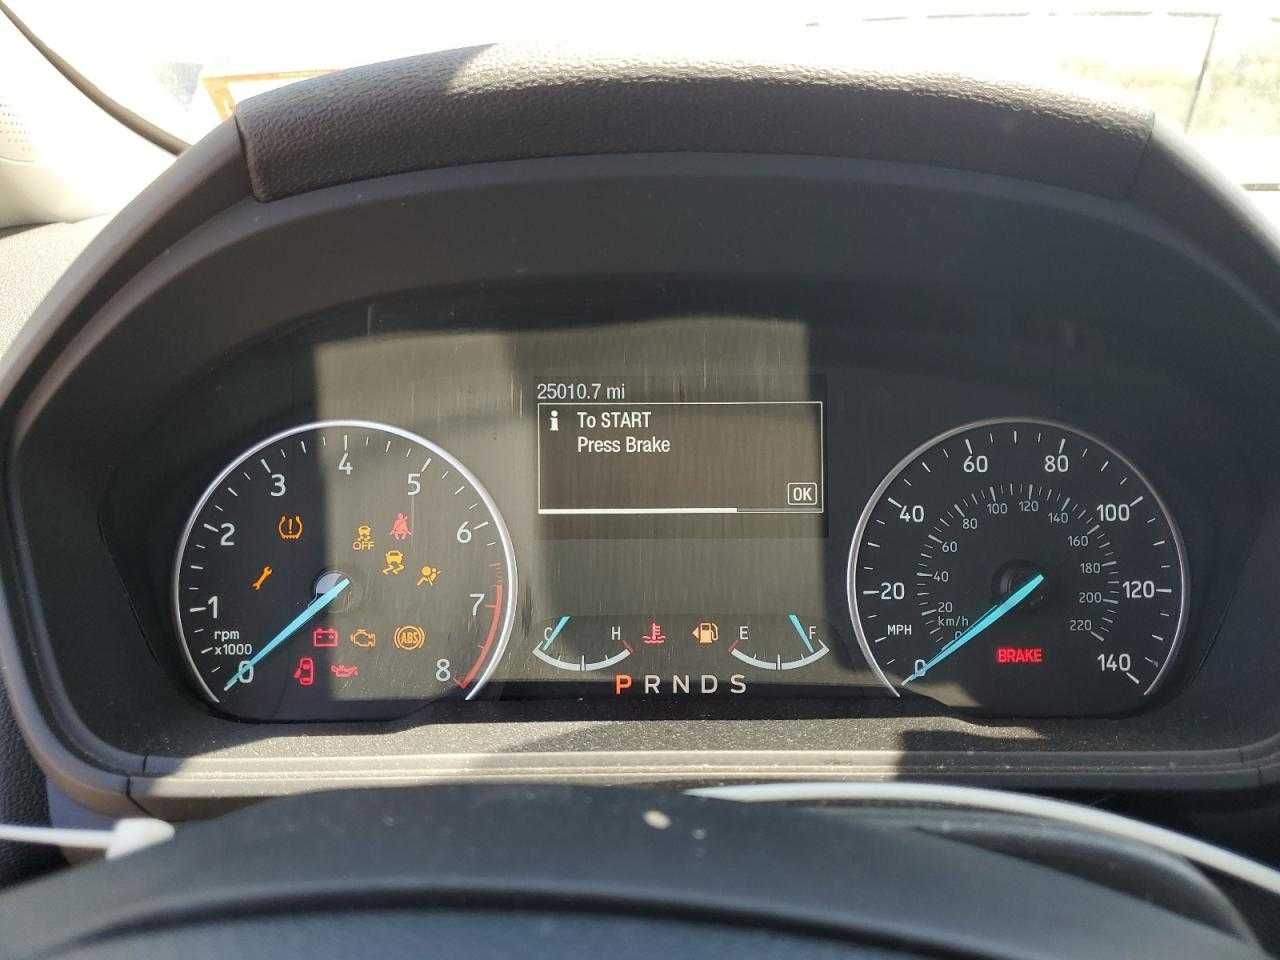 25010.7 mi
i To START
Press Brake
OK
0 1 2 3 4 5 6 7 8
rpm
x1000
OFF
ABS
C H
E F
P R N D S
0 20 40 60 80 100 120 140
MPH
0 20 40 60 80 100 120 140 160 180 200 220
km/h
BRAKE